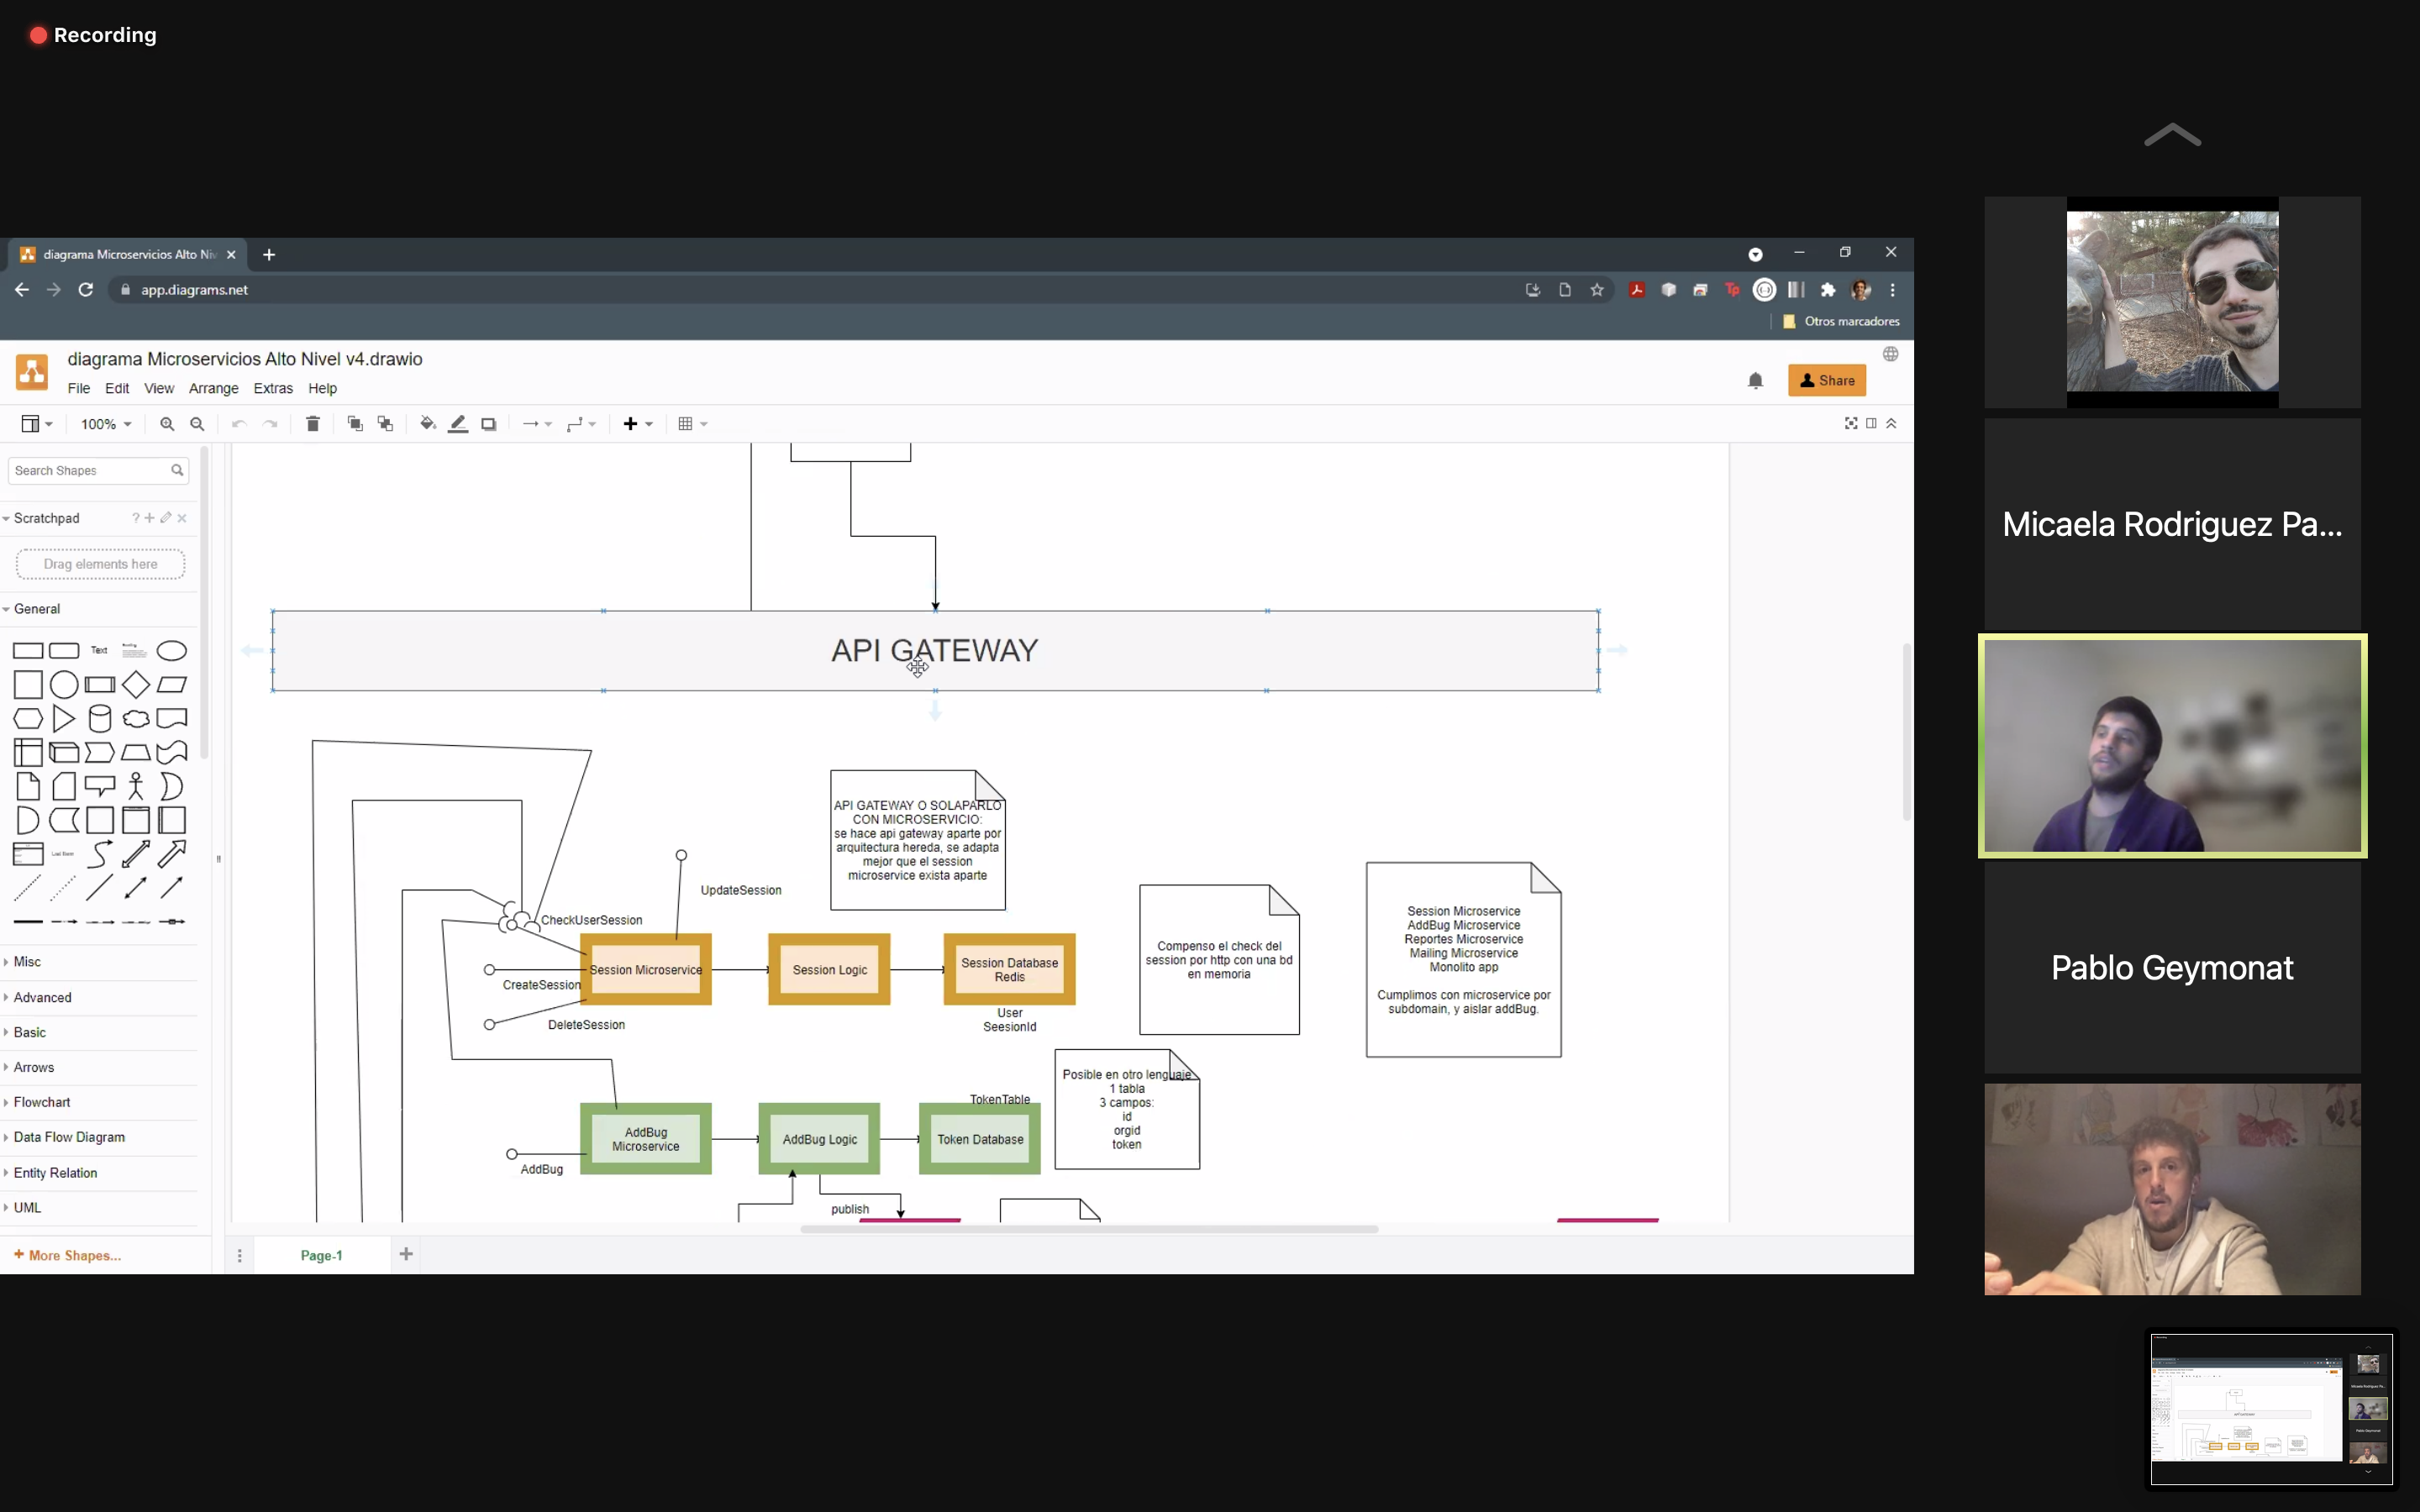 Recording
diagrama Microservicios Alto Niv
app.diagrams.net
Otros marcadores
diagrama Microservicios Alto Nivel v4.drawio
File Edit View Arrange Extras Help
Share
100%
Search Shapes
Scratchpad
Drag elements here
General
Text
Misc
Advanced
Basic
Arrows
Flowchart
Data Flow Diagram
Entity Relation
UML
+ More Shapes...
Page-1
API GATEWAY
API GATEWAY O SOLAPARLO
CON MICROSERVICIO:
se hace api gateway aparte por
arquitectura hereda, se adapta
mejor que el session
microservice exista aparte
UpdateSession
CheckUserSession
CreateSession
DeleteSession
Session Microservice
Session Logic
Session Database
Redis
User
SeesionId
Compenso el check del
session por http con una bd
en memoria
Session Microservice
AddBug Microservice
Reportes Microservice
Mailing Microservice
Monolito app
Cumplimos con microservice por
subdomain, y aislar addBug.
Posible en otro lenguaje
1 tabla
3 campos:
id
orgid
token
TokenTable
AddBug
Microservice
AddBug Logic
Token Database
AddBug
publish
Micaela Rodriguez Pa...
Pablo Geymonat